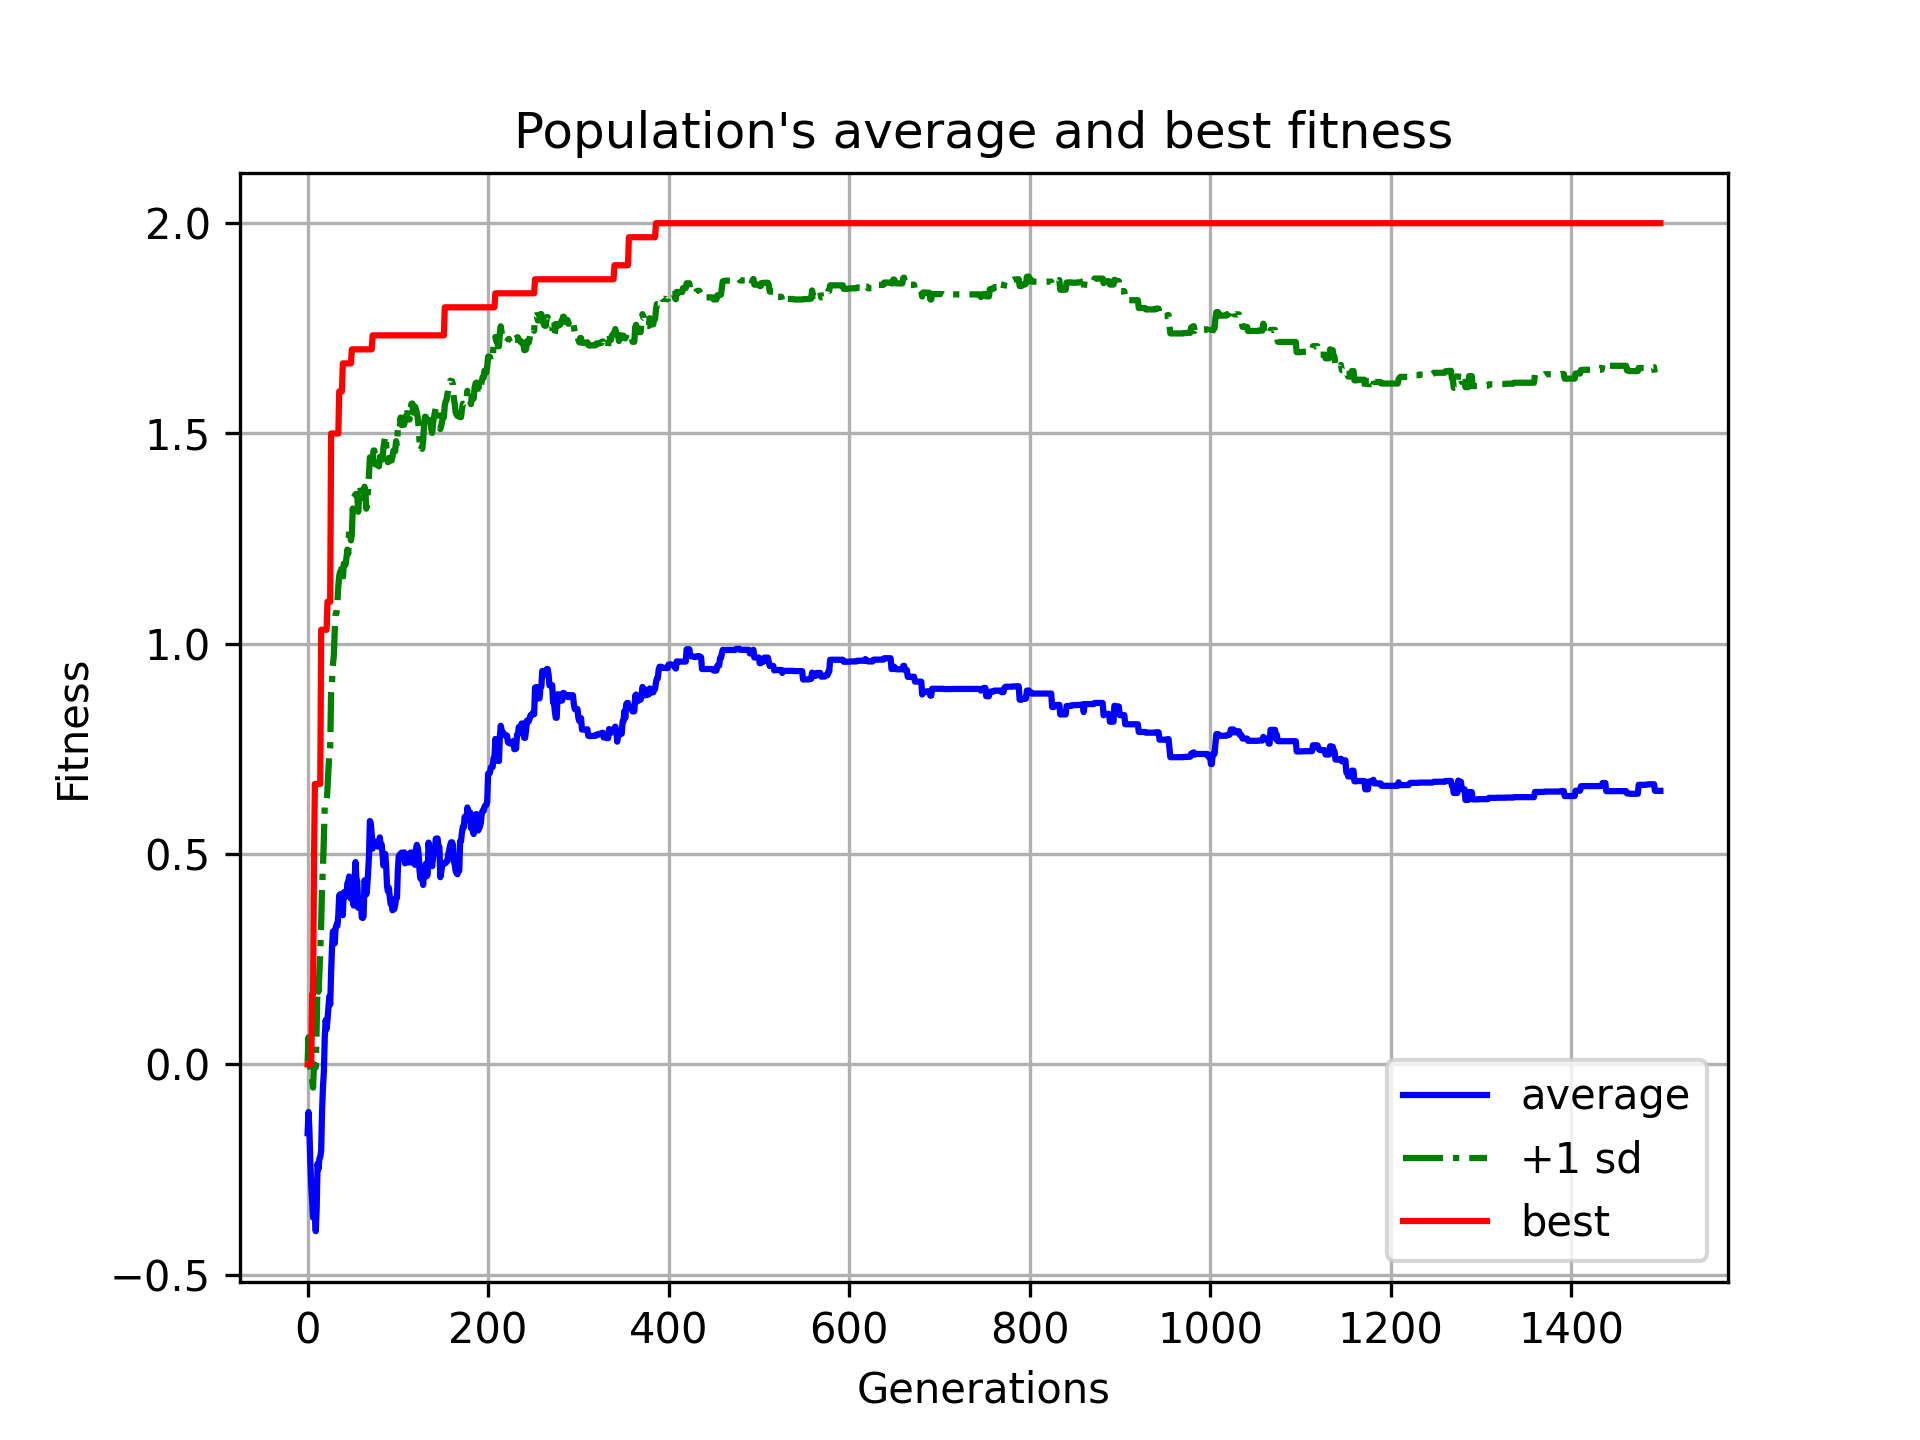 Population's average and best fitness
2.0
1.5
1.0
0.5
0.0
−0.5
Fitness
0 200 400 600 800 1000 1200 1400
Generations
average
+1 sd
best